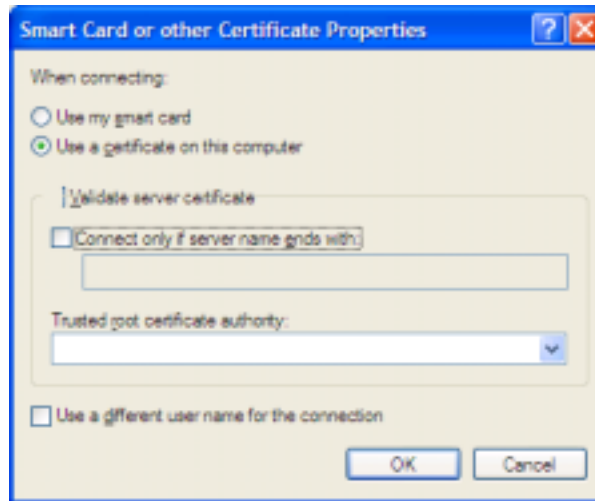 Smart Card or other Certificate Properties
When connecting:
Use my smart card
Use a certificate on this computer
Validate server certificate
Connect only if server name ends with:
Trusted root certificate authority:
Use a different user name for the connection
OK Cancel